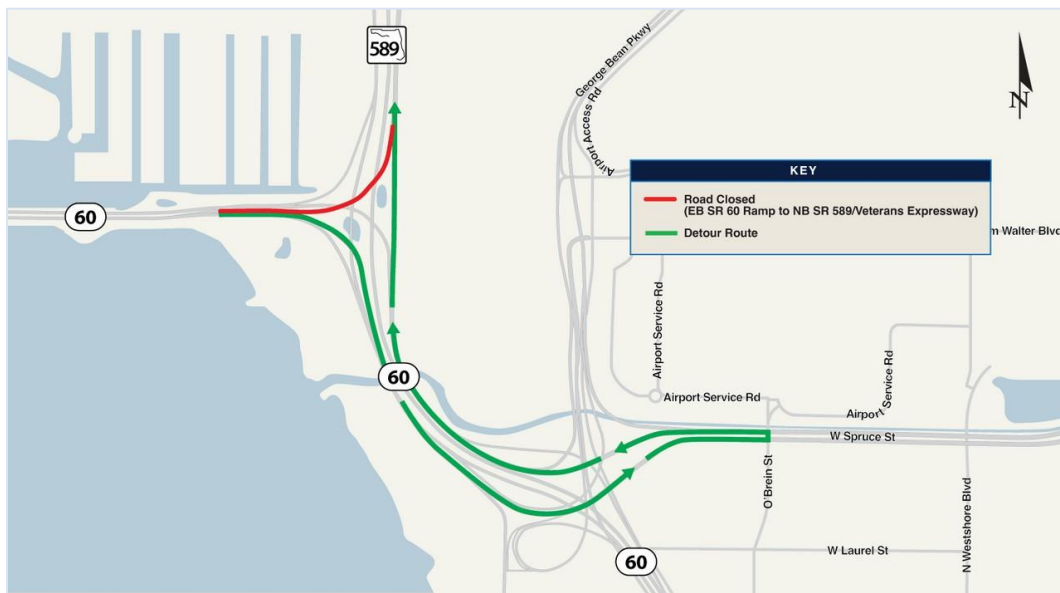 589
George Bean Pkwy
Airport Access Rd
N
KEY
Road Closed
(EB SR 60 Ramp to NB SR 589/Veterans Expressway)
Detour Route
60
m Walter Blvd
Airport Service Rd
60
Airport Service Rd
Airport Service Rd
W Spruce St
O'Brein St
N Westshore Blvd
W Laurel St
60